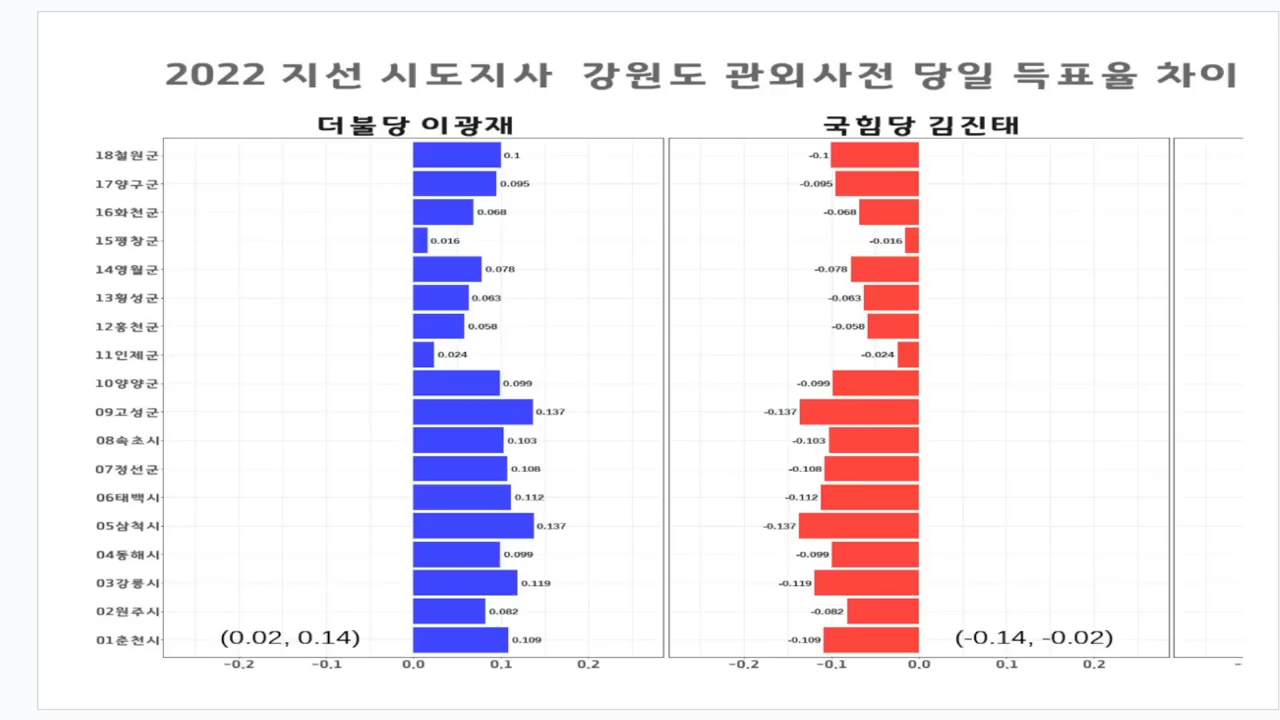 2022 지선 시도지사 강원도 관외사전 당일 득표율 차이
더불당 이광재
국힘당 김진태
18철원군 0.1 -0.1
17양구군 0.095 -0.095
16화천군 0.068 -0.068
15평창군 0.016 -0.016
14영월군 0.078 -0.078
13횡성군 0.063 -0.063
12홍천군 0.058 -0.058
11인제군 0.024 -0.024
10양양군 0.099 -0.099
09고성군 0.137 -0.137
08속초시 0.103 -0.103
07정선군 0.108 -0.108
06태백시 0.112 -0.112
05삼척시 0.137 -0.137
04동해시 0.099 -0.099
03강릉시 0.119 -0.119
02원주시 0.082 -0.082
01춘천시 (0.02, 0.14) 0.109 -0.109 (-0.14, -0.02)
-0.2 -0.1 0.0 0.1 0.2 -0.2 -0.1 0.0 0.1 0.2 -